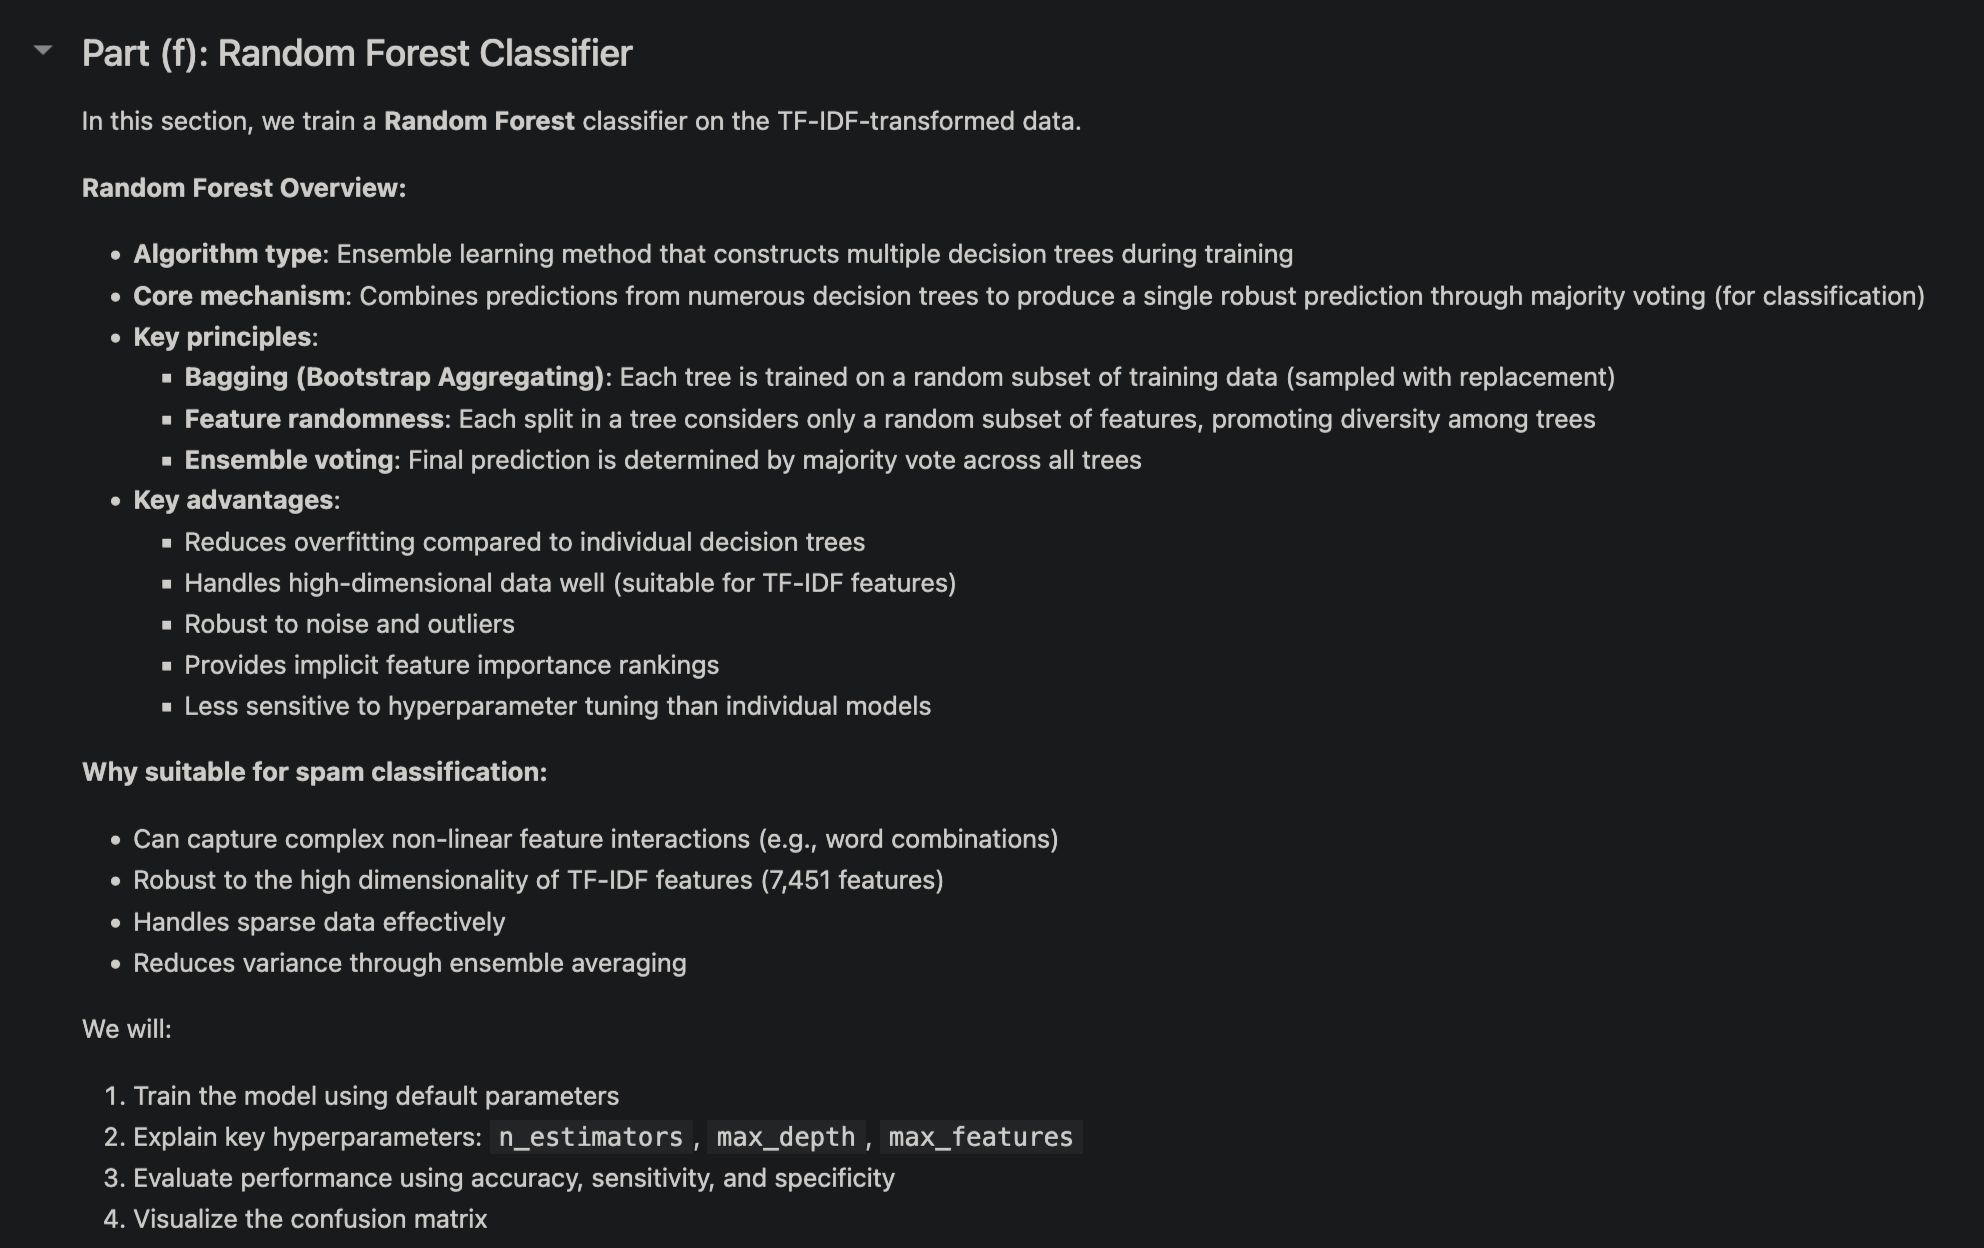 Part (f): Random Forest Classifier
In this section, we train a Random Forest classifier on the TF-IDF-transformed data.
Random Forest Overview:
• Algorithm type: Ensemble learning method that constructs multiple decision trees during training
• Core mechanism: Combines predictions from numerous decision trees to produce a single robust prediction through majority voting (for classification)
• Key principles:
▪ Bagging (Bootstrap Aggregating): Each tree is trained on a random subset of training data (sampled with replacement)
▪ Feature randomness: Each split in a tree considers only a random subset of features, promoting diversity among trees
▪ Ensemble voting: Final prediction is determined by majority vote across all trees
• Key advantages:
▪ Reduces overfitting compared to individual decision trees
▪ Handles high-dimensional data well (suitable for TF-IDF features)
▪ Robust to noise and outliers
▪ Provides implicit feature importance rankings
▪ Less sensitive to hyperparameter tuning than individual models
Why suitable for spam classification:
• Can capture complex non-linear feature interactions (e.g., word combinations)
• Robust to the high dimensionality of TF-IDF features (7,451 features)
• Handles sparse data effectively
• Reduces variance through ensemble averaging
We will:
1. Train the model using default parameters
2. Explain key hyperparameters: n_estimators, max_depth, max_features
3. Evaluate performance using accuracy, sensitivity, and specificity
4. Visualize the confusion matrix